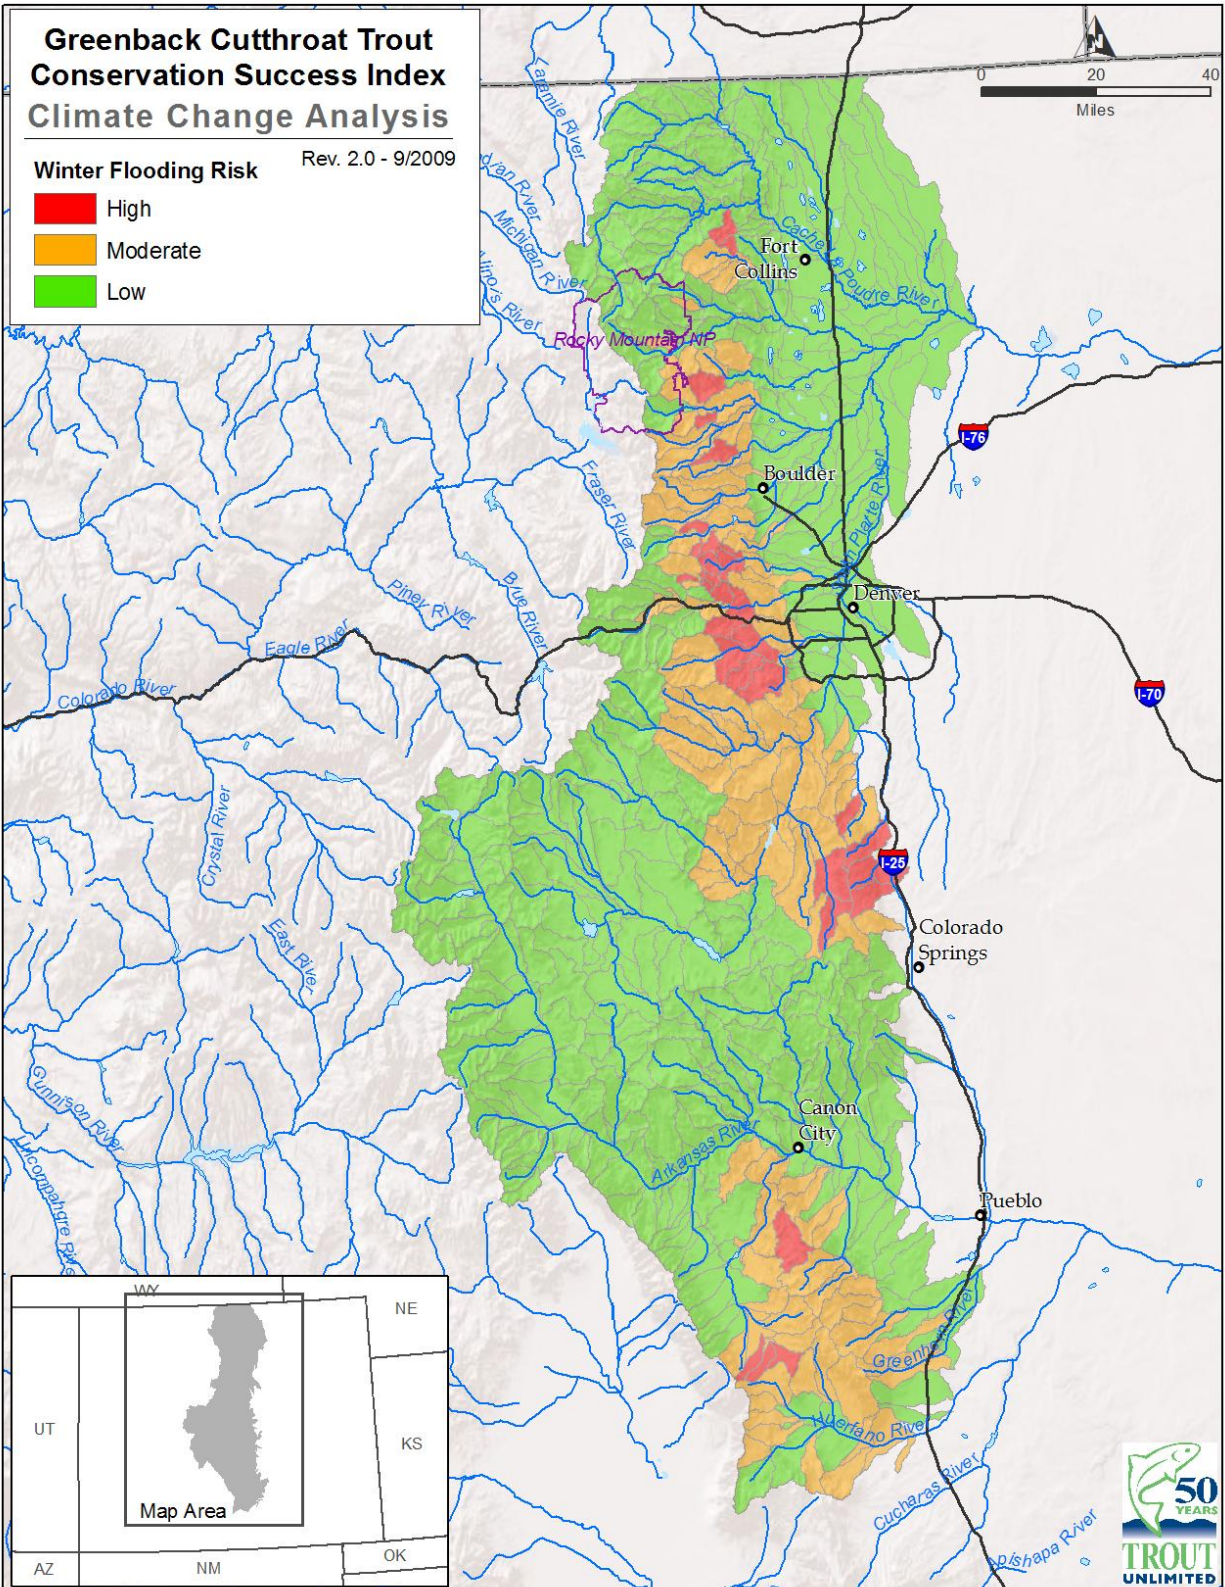 Greenback Cutthroat Trout
Conservation Success Index
Climate Change Analysis
Rev. 2.0 - 9/2009
Winter Flooding Risk
High
Moderate
Low
N
0 20 40
Miles
Laramie River
Michigan River
River
Cache La Poudre River
Fort
Collins
Rocky Mountain NP
I-76
Boulder
Fraser River
Platte River
Denver
Blue River
Piney River
Eagle River
Colorado River
I-70
Crystal River
I-25
East River
Colorado
Springs
Gunnison River
Uncompahgre River
Canon
City
Arkansas River
Pueblo
Greenhorn River
Huerfano River
Cucharas River
Apishapa River
WY
NE
UT
KS
Map Area
AZ
NM
OK
50
YEARS
TROUT
UNLIMITED